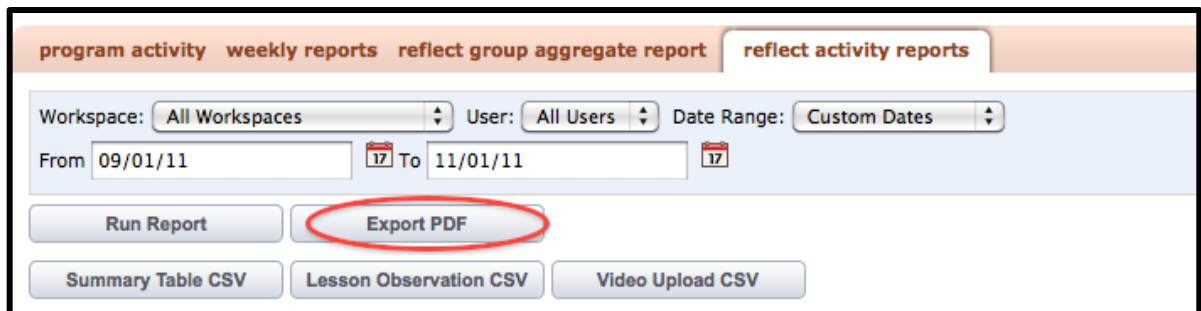 program activity weekly reports reflect group aggregate report reflect activity reports
Workspace: All Workspaces User: All Users Date Range: Custom Dates
From 09/01/11 17 To 11/01/11 17
Run Report Export PDF
Summary Table CSV Lesson Observation CSV Video Upload CSV